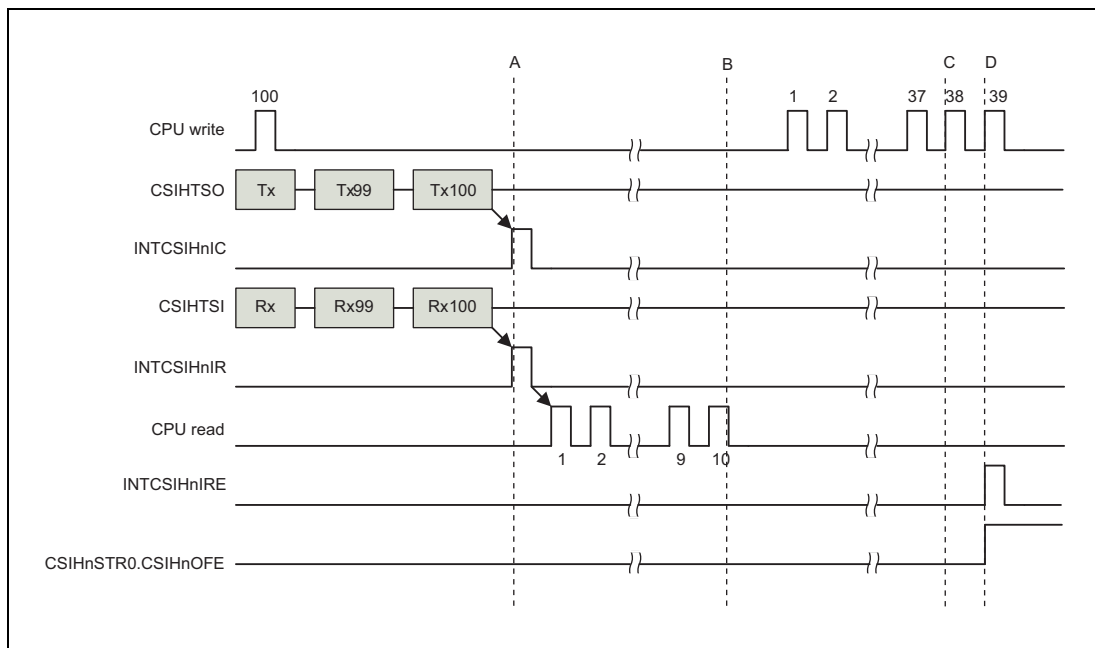 A B C D
100 1 2 37 38 39
CPU write
CSIHTSO Tx Tx99 Tx100
INTCSIHnIC
CSIHTSI Rx Rx99 Rx100
INTCSIHnIR
CPU read
1 2 9 10
INTCSIHnIRE
CSIHnSTR0.CSIHnOFE